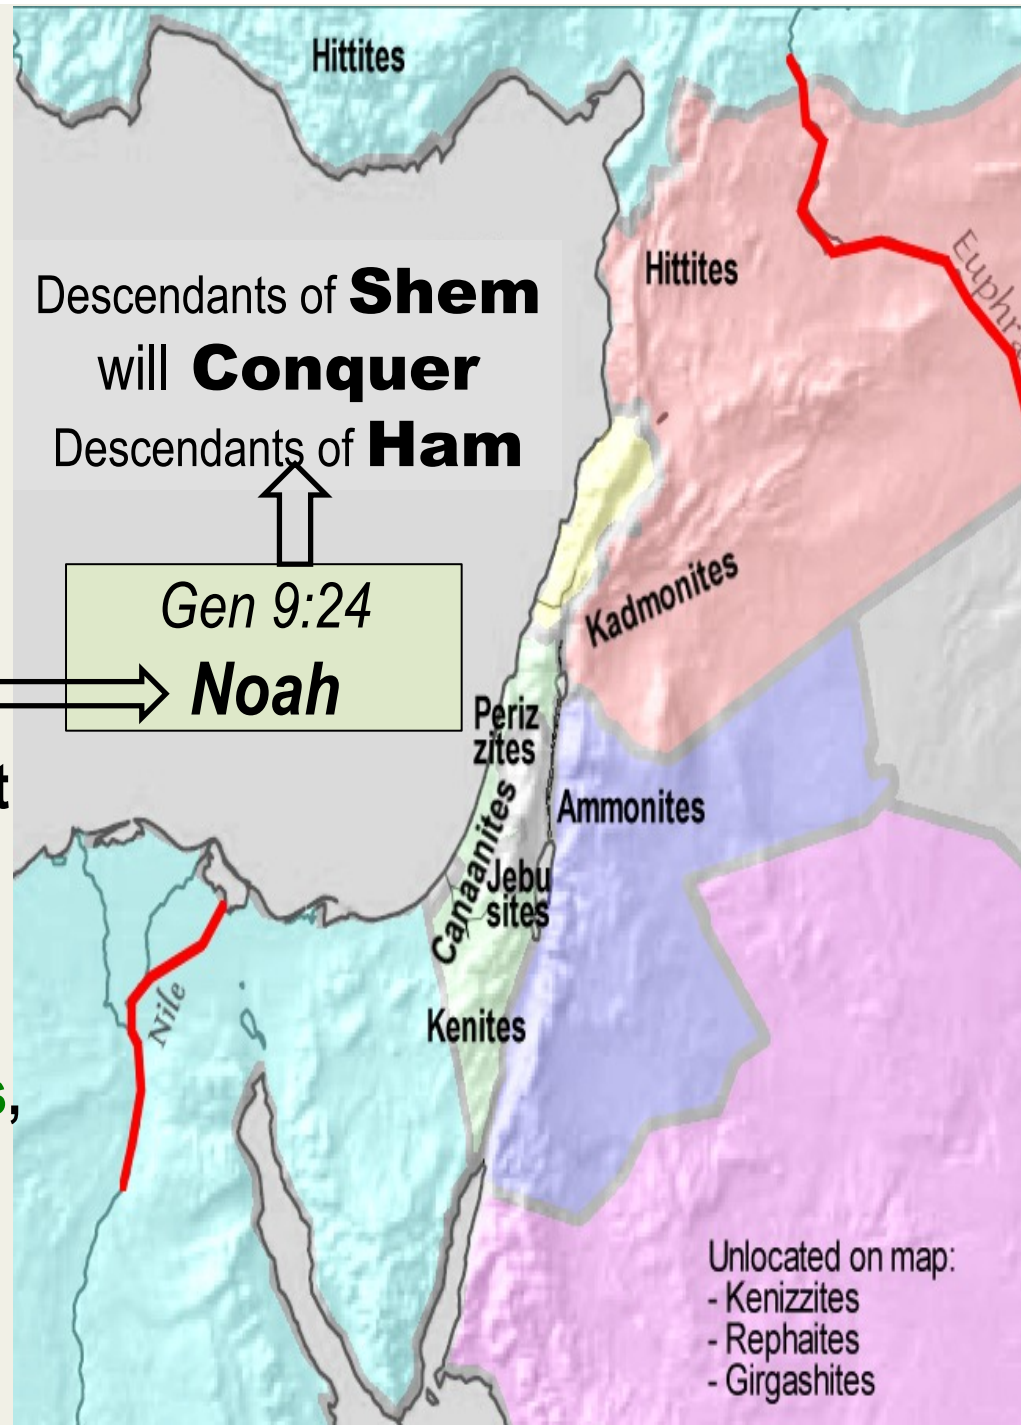 Hittites
Descendants of Shem
will Conquer
Descendants of Ham
Hittites
Gen 9:24
Noah
Kadmonites
Periz
zites
Canaanites
Ammonites
Jebu
sites
Nile
Kenites
Unlocated on map:
- Kenizzites
- Rephaites
- Girgashites